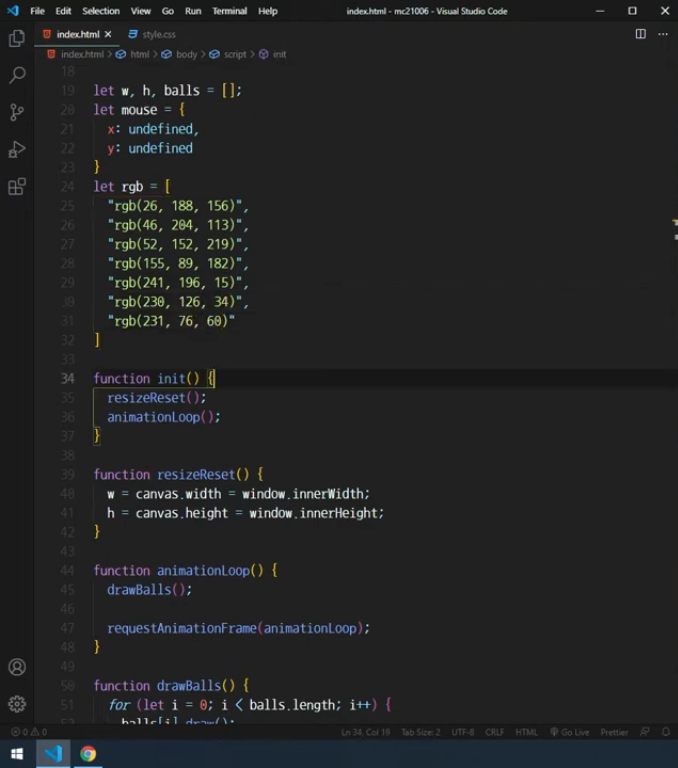 File Edit Selection View Go Run Terminal Help index.html - mc21006 - Visual Studio Code
index.html style.css
index.html > html > body > script > init
18
19 let w, h, balls = [];
20 let mouse = {
21 x: undefined,
22 y: undefined
23 }
24 let rgb = [
25 "rgb(26, 188, 156)",
26 "rgb(46, 204, 113)",
27 "rgb(52, 152, 219)",
28 "rgb(155, 89, 182)",
29 "rgb(241, 196, 15)",
30 "rgb(230, 126, 34)",
31 "rgb(231, 76, 60)"
32 ]
33
34 function init() {
35 resizeReset();
36 animationLoop();
37 }
38
39 function resizeReset() {
40 w = canvas.width = window.innerWidth;
41 h = canvas.height = window.innerHeight;
42 }
43
44 function animationLoop() {
45 drawBalls();
46
47 requestAnimationFrame(animationLoop);
48 }
49
50 function drawBalls() {
51 for (let i = 0; i < balls.length; i++) {
52 balls[i].draw();
0 0 Ln 34, Col 18 Tab Size: 2 UTF-8 CRLF HTML Go Live Prettier